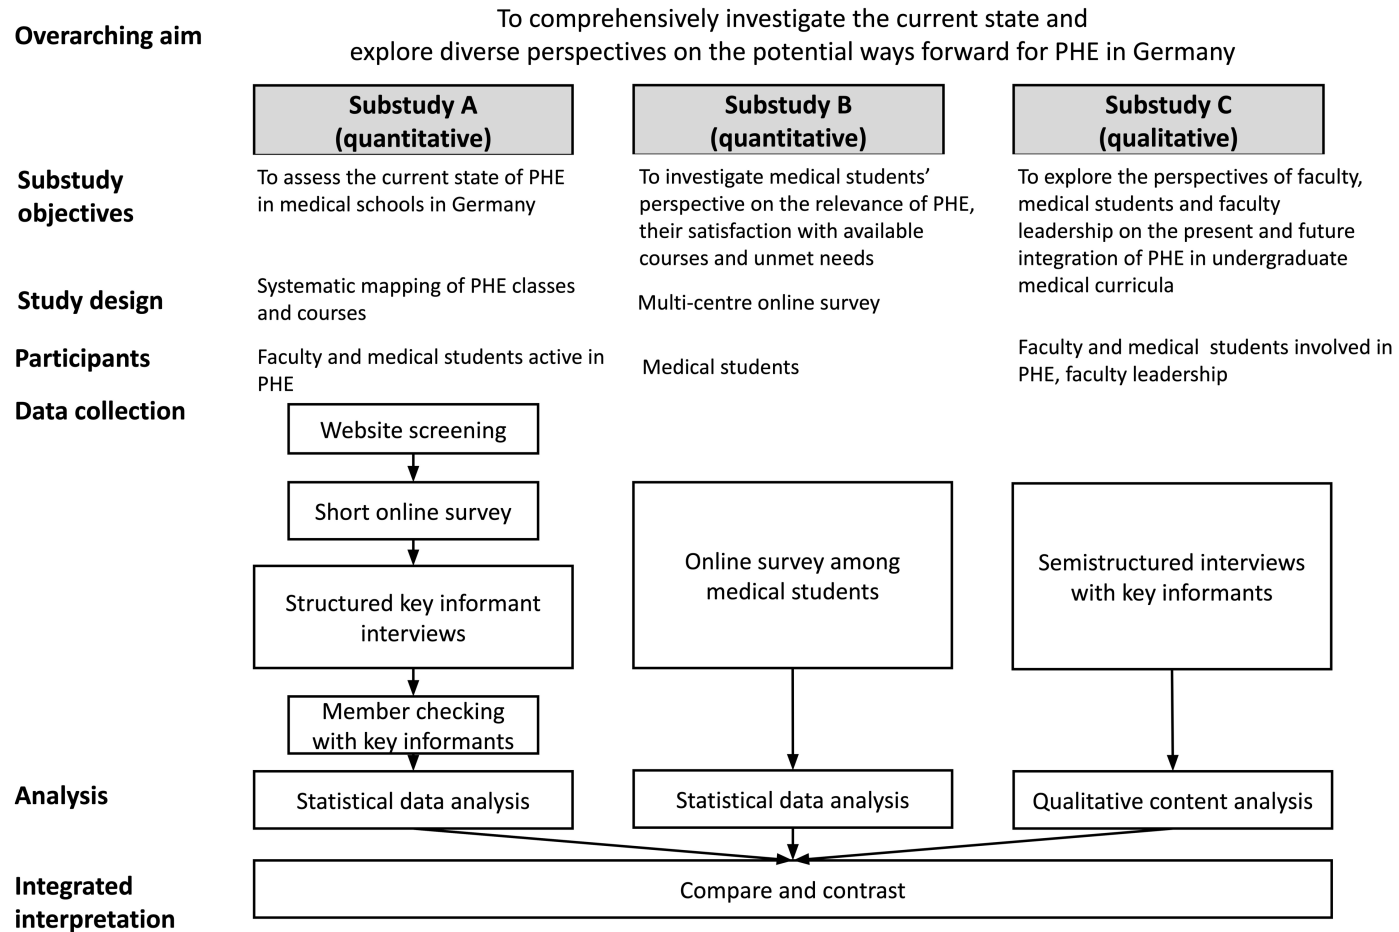 Overarching aim
To comprehensively investigate the current state and
explore diverse perspectives on the potential ways forward for PHE in Germany
Substudy A
(quantitative)
Substudy B
(quantitative)
Substudy C
(qualitative)
Substudy
objectives
To assess the current state of PHE
in medical schools in Germany
To investigate medical students’
perspective on the relevance of PHE,
their satisfaction with available
courses and unmet needs
To explore the perspectives of faculty,
medical students and faculty
leadership on the present and future
integration of PHE in undergraduate
medical curricula
Study design
Systematic mapping of PHE classes
and courses
Multi-centre online survey
Participants
Faculty and medical students active in
PHE
Medical students
Faculty and medical  students involved in
PHE, faculty leadership
Data collection
Website screening
Short online survey
Structured key informant
interviews
Member checking
with key informants
Online survey among
medical students
Semistructured interviews
with key informants
Analysis
Statistical data analysis
Statistical data analysis
Qualitative content analysis
Integrated
interpretation
Compare and contrast